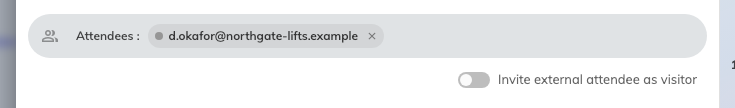 Attendees : d.okafor@northgate-lifts.example ×
Invite external attendee as visitor